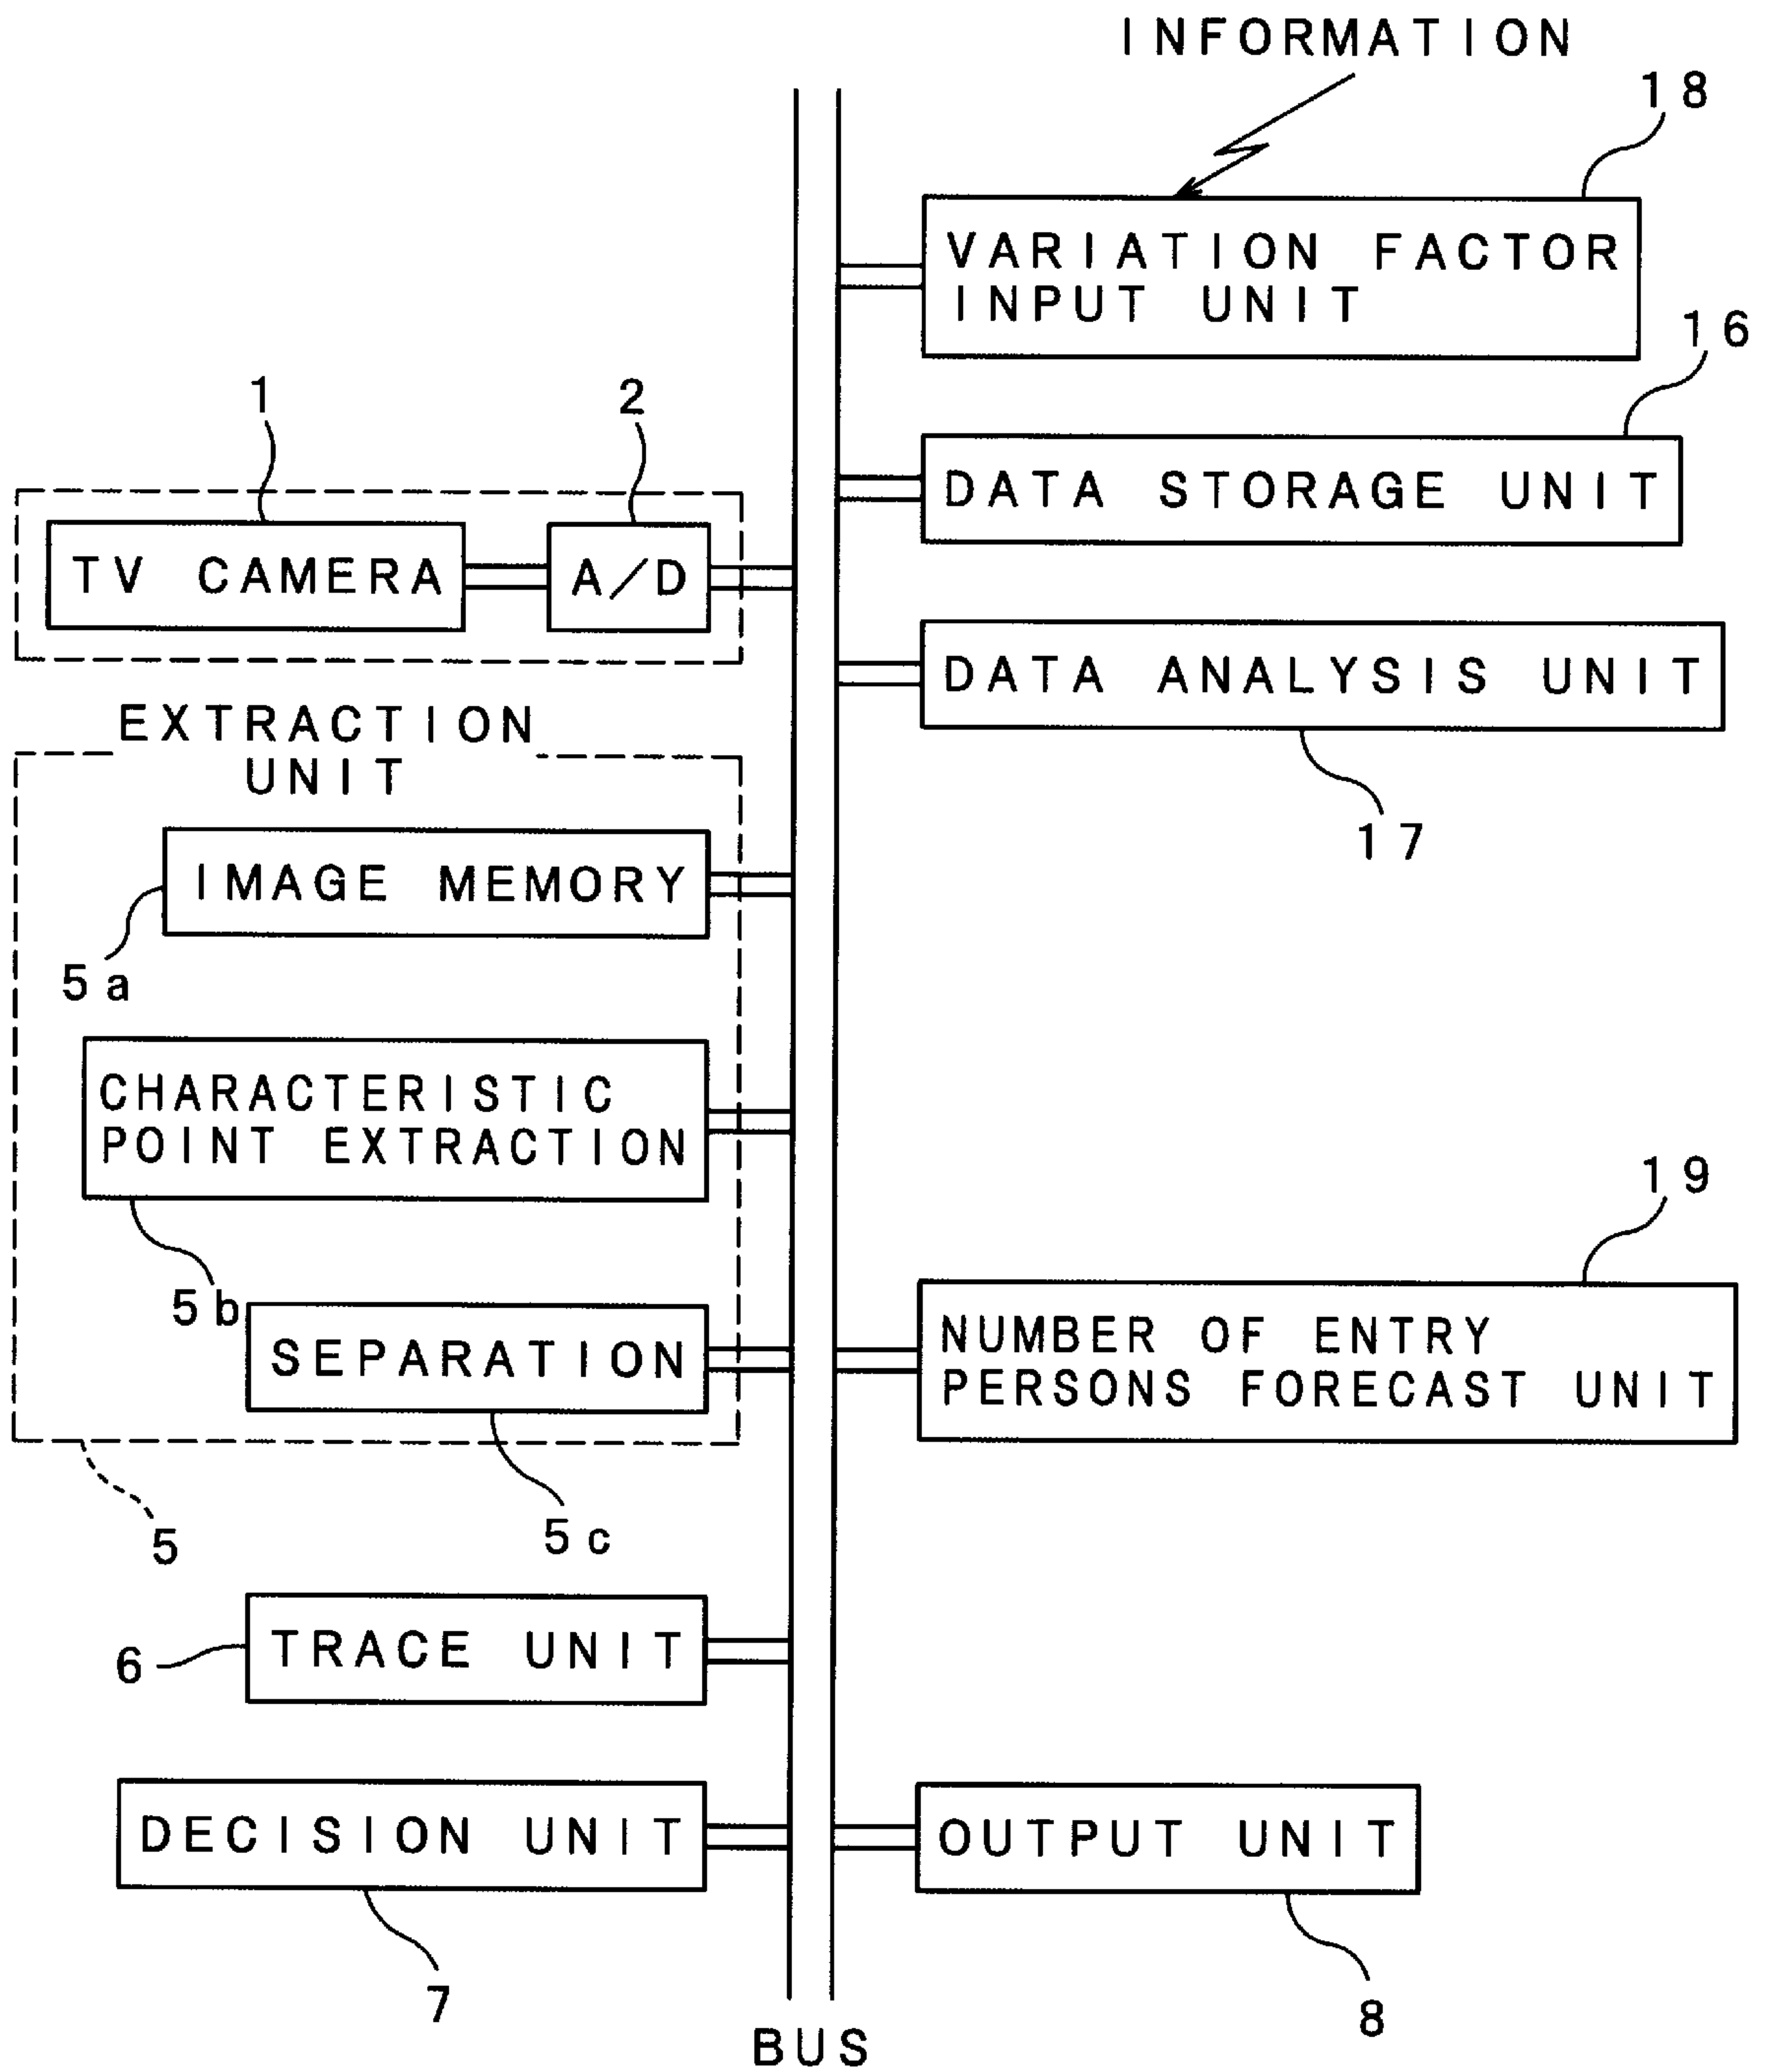 INFORMATION
18
VARIATION FACTOR
INPUT UNIT
16
DATA STORAGE UNIT
1
2
TV CAMERA
A/D
DATA ANALYSIS UNIT
17
EXTRACTION
UNIT
IMAGE MEMORY
5a
CHARACTERISTIC
POINT EXTRACTION
5b
SEPARATION
5c
5
19
NUMBER OF ENTRY
PERSONS FORECAST UNIT
TRACE UNIT
6
DECISION UNIT
7
OUTPUT UNIT
8
BUS